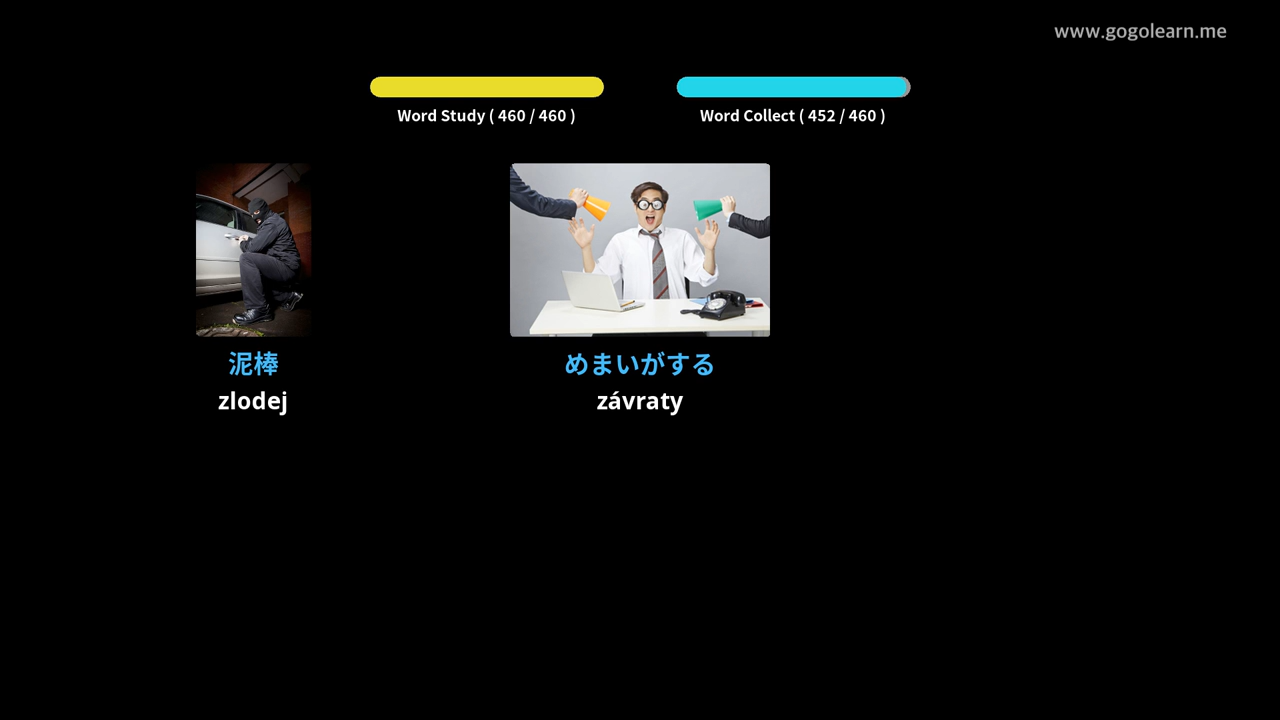 www.gogolearn.me
Word Study ( 460 / 460 )
Word Collect ( 452 / 460 )
泥棒
zlodej
めまいがする
závraty